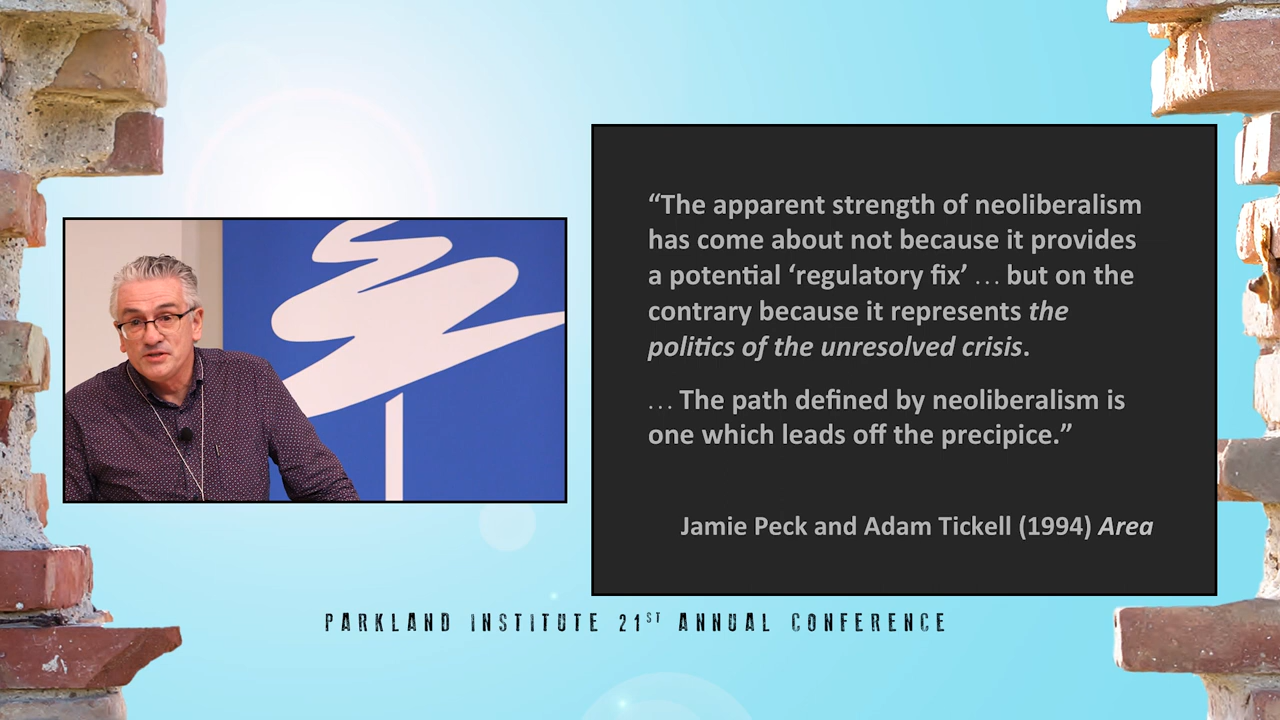 “The apparent strength of neoliberalism
has come about not because it provides
a potential ‘regulatory fix’ … but on the
contrary because it represents the
politics of the unresolved crisis.
… The path defined by neoliberalism is
one which leads off the precipice.”
Jamie Peck and Adam Tickell (1994) Area
PARKLAND INSTITUTE 21ST ANNUAL CONFERENCE